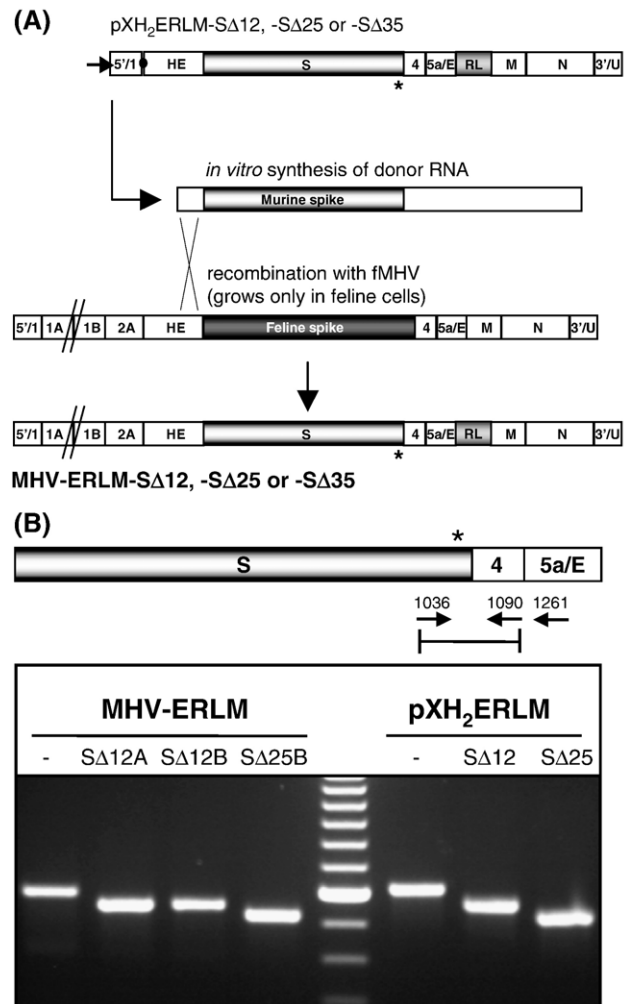 (A)
pXH₂ERLM-SΔ12, -SΔ25 or -SΔ35
5'/1 HE S 4 5a/E RL M N 3'/U
*
in vitro synthesis of donor RNA
Murine spike
recombination with fMHV
(grows only in feline cells)
5'/1 1A 1B 2A HE Feline spike 4 5a/E M N 3'/U
5'/1 1A 1B 2A HE S 4 5a/E RL M N 3'/U
*
MHV-ERLM-SΔ12, -SΔ25 or -SΔ35
(B)
*
S 4 5a/E
1036 1090 1261
MHV-ERLM pXH₂ERLM
- SΔ12A SΔ12B SΔ25B - SΔ12 SΔ25